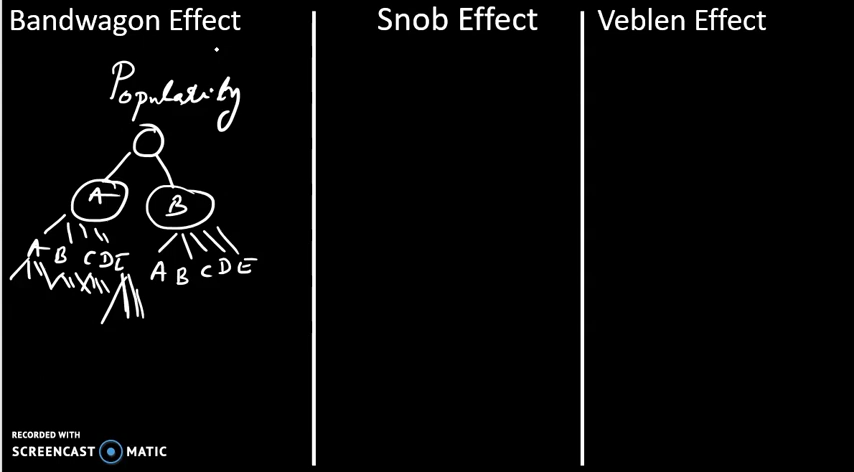 Bandwagon Effect
Popularity
A B
A B C D E A B C D E
Snob Effect
Veblen Effect
RECORDED WITH
SCREENCAST MATIC